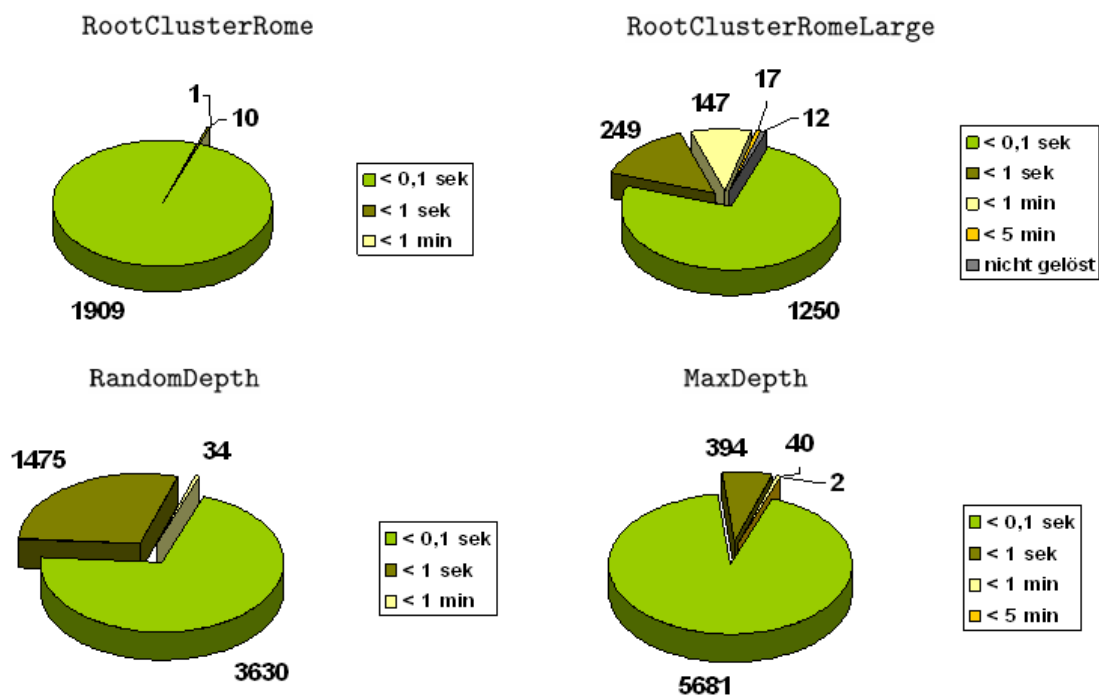 RootClusterRome
1
10
1909
< 0,1 sek
< 1 sek
< 1 min
RootClusterRomeLarge
249
147
17
12
1250
< 0,1 sek
< 1 sek
< 1 min
< 5 min
nicht gelöst
RandomDepth
1475
34
3630
< 0,1 sek
< 1 sek
< 1 min
MaxDepth
394
40
2
5681
< 0,1 sek
< 1 sek
< 1 min
< 5 min